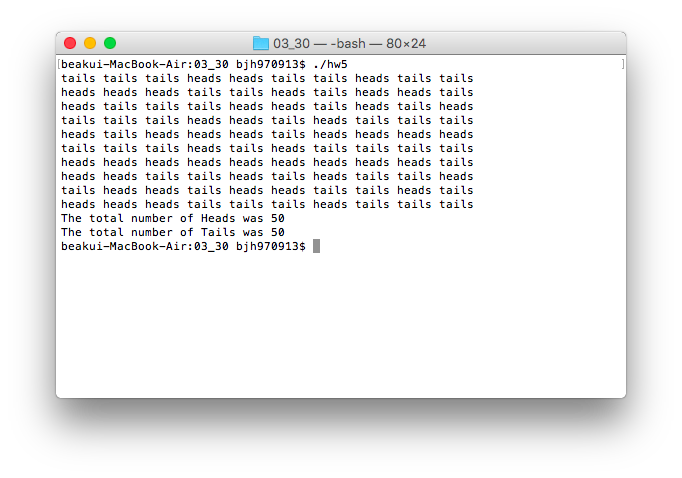 03_30 — -bash — 80×24
[beakui-MacBook-Air:03_30 bjh970913$ ./hw5 ]
tails tails tails heads heads tails tails heads tails tails
heads heads heads tails tails heads tails heads heads tails
heads tails tails heads tails heads heads tails tails tails
tails tails tails heads tails tails heads tails tails tails
heads heads tails heads heads tails tails heads heads heads
tails tails tails heads tails tails heads heads tails tails
heads heads heads heads heads heads tails heads heads tails
heads heads tails heads tails heads tails tails tails heads
tails heads heads tails heads tails tails tails heads tails
heads heads heads tails tails tails heads tails tails tails
The total number of Heads was 50
The total number of Tails was 50
beakui-MacBook-Air:03_30 bjh970913$